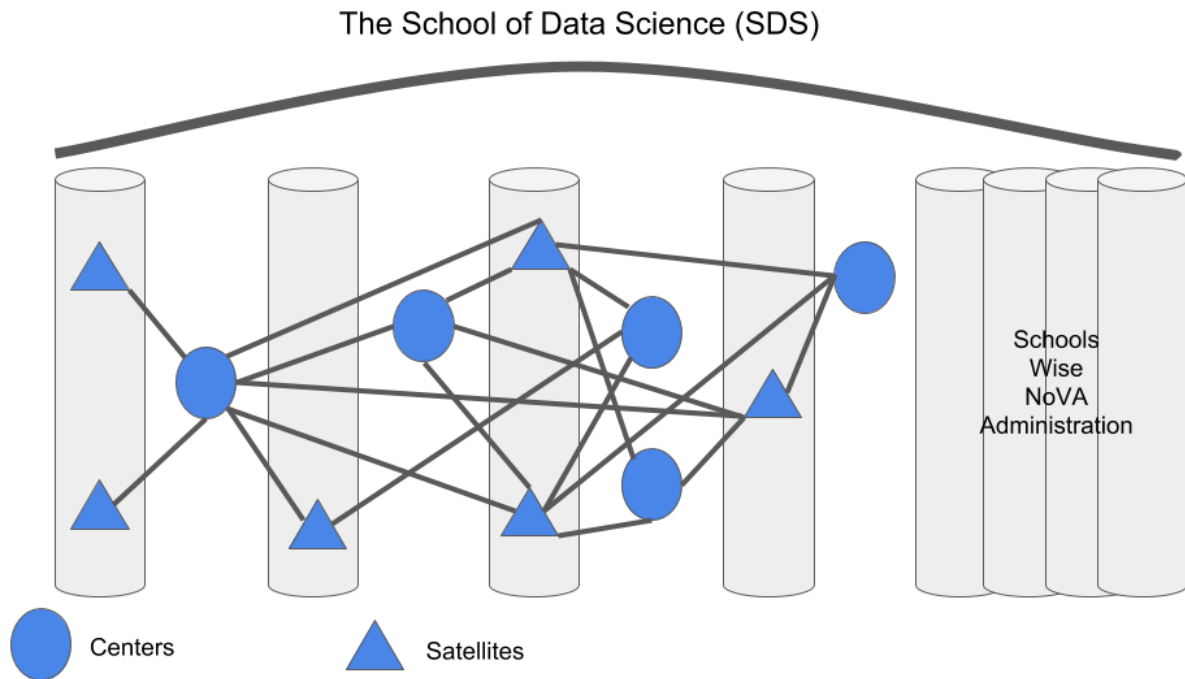 The School of Data Science (SDS)
Schools
Wise
NoVA
Administration
Centers
Satellites